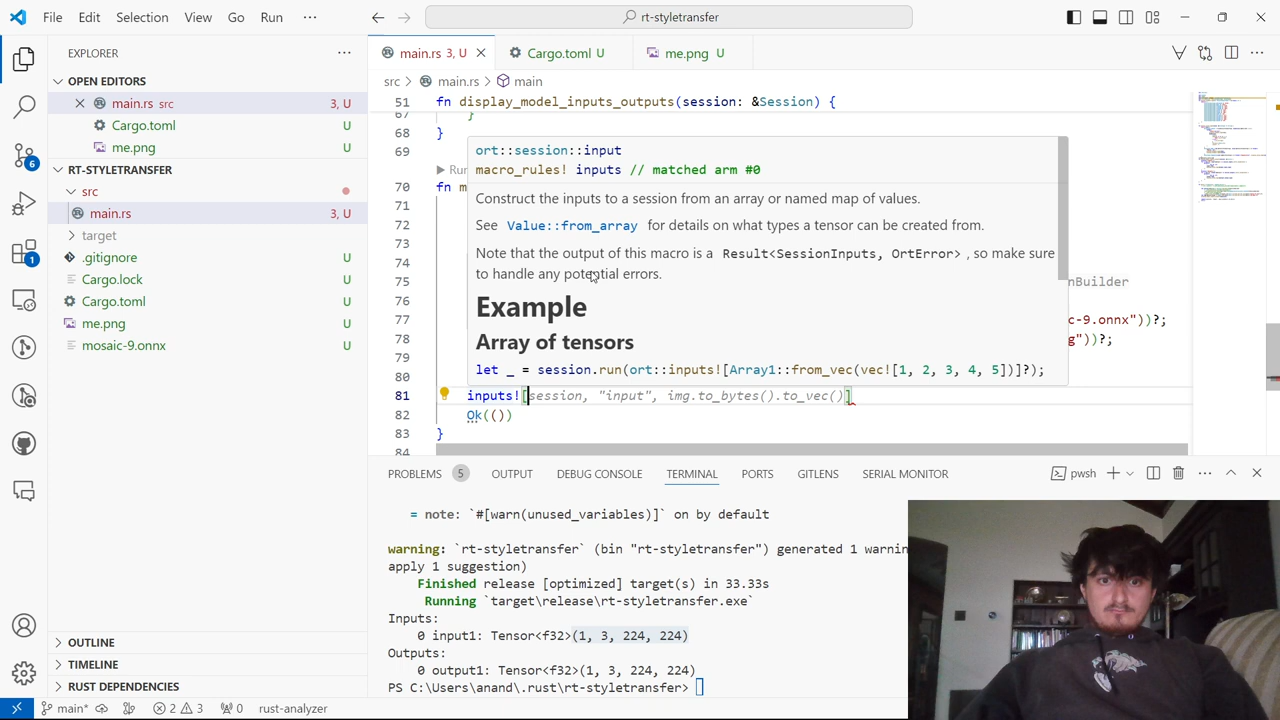 File Edit Selection View Go Run ···
rt-styletransfer
EXPLORER
OPEN EDITORS
main.rs src 3, U
Cargo.toml U
me.png U
RT-STYLETRANSFER
src
main.rs 3, U
target
.gitignore U
Cargo.lock U
Cargo.toml U
me.png U
mosaic-9.onnx U
OUTLINE
TIMELINE
RUST DEPENDENCIES
6
1
main.rs 3, U
Cargo.toml U
me.png U
src > main.rs > main
51 fn display_model_inputs_outputs(session: &Session) {
67 }
68 }
69
Run
70 fn m
71
72
73
74
75 nBuilder
76
77 c-9.onnx"))?;
78 g"))?;
79
80
81 inputs![session, "input", img.to_bytes().to_vec()]
82 Ok(())
83 }
84
ort::session::input
macro_rules! inputs // matched arm #0
Construct the inputs to a session from an array or named map of values.
See Value::from_array for details on what types a tensor can be created from.
Note that the output of this macro is a Result<SessionInputs, OrtError> , so make sure
to handle any potential errors.
Example
Array of tensors
let _ = session.run(ort::inputs![Array1::from_vec(vec![1, 2, 3, 4, 5])]?);
PROBLEMS 5 OUTPUT DEBUG CONSOLE TERMINAL PORTS GITLENS SERIAL MONITOR pwsh
= note: `#[warn(unused_variables)]` on by default
warning: `rt-styletransfer` (bin "rt-styletransfer") generated 1 warnin
apply 1 suggestion)
Finished release [optimized] target(s) in 33.33s
Running `target\release\rt-styletransfer.exe`
Inputs:
0 input1: Tensor<f32>(1, 3, 224, 224)
Outputs:
0 output1: Tensor<f32>(1, 3, 224, 224)
PS C:\Users\anand\.rust\rt-styletransfer>
main* 2 3 0 rust-analyzer